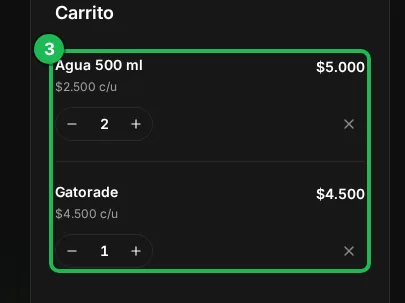 Carrito
3
Agua 500 ml $5.000
$2.500 c/u
− 2 + ×
Gatorade $4.500
$4.500 c/u
− 1 + ×